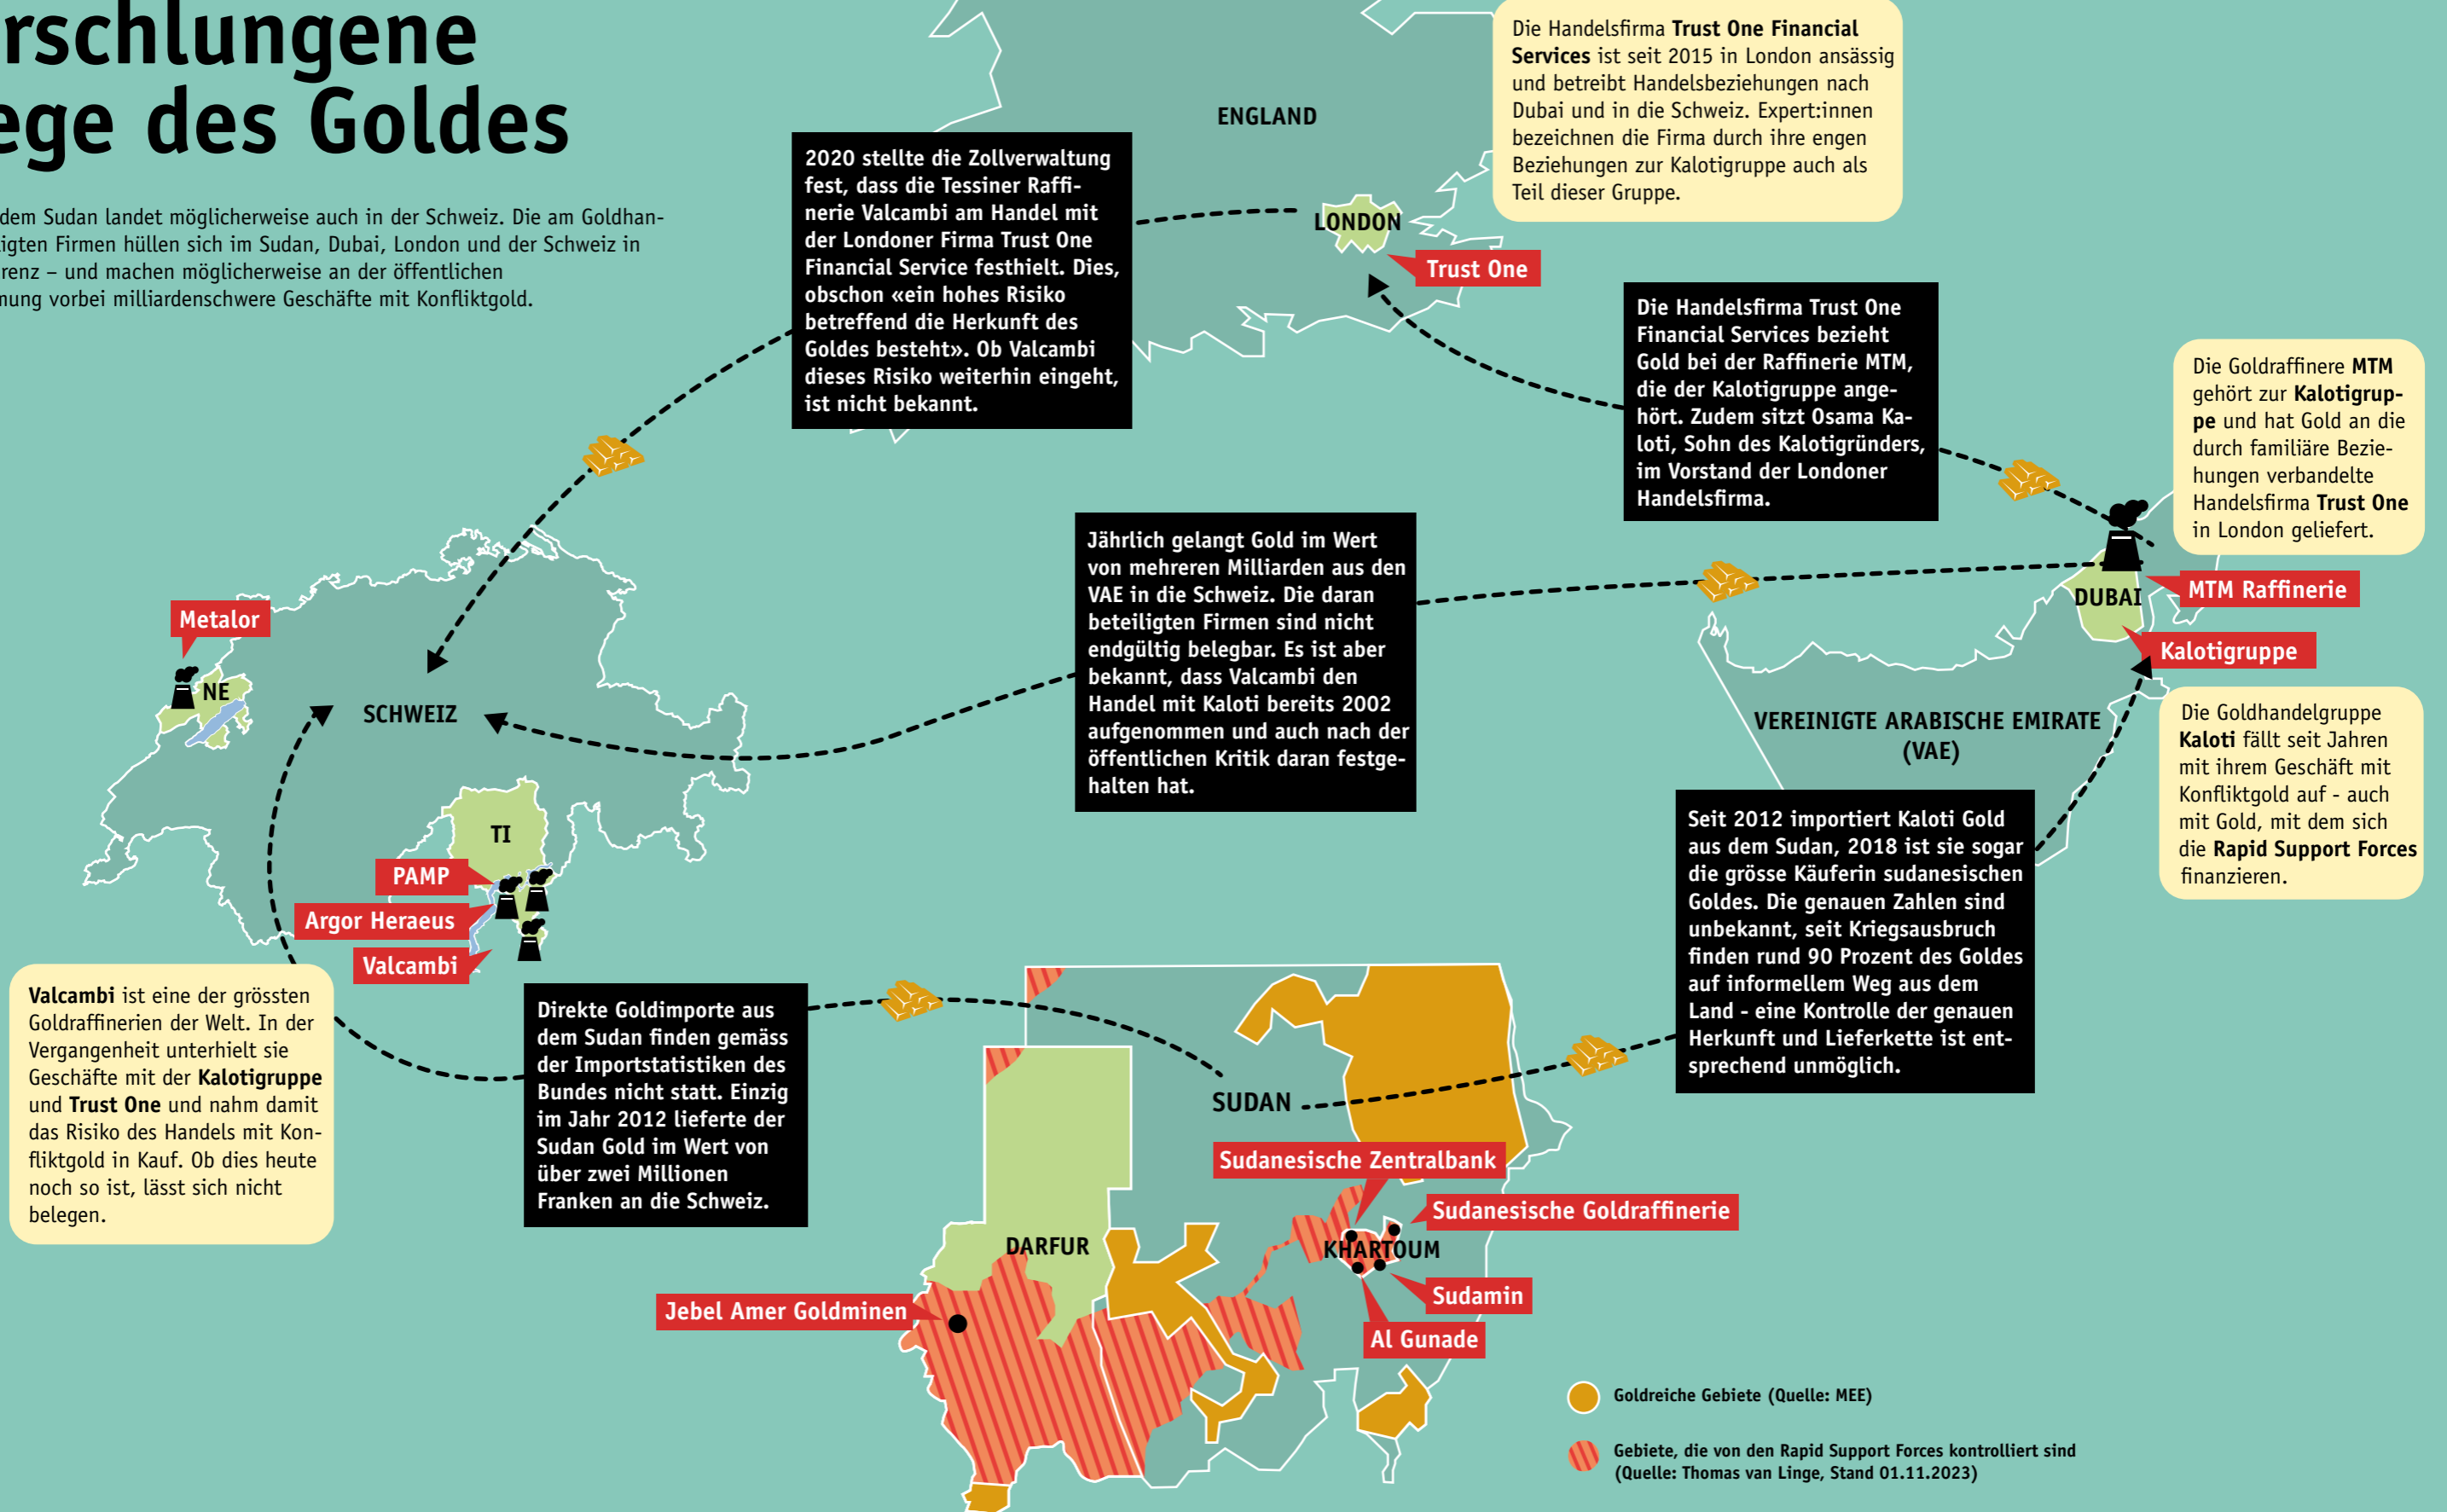 rschlungene
ege des Goldes
dem Sudan landet möglicherweise auch in der Schweiz. Die am Goldhan-
igten Firmen hüllen sich im Sudan, Dubai, London und der Schweiz in
renz – und machen möglicherweise an der öffentlichen
nung vorbei milliardenschwere Geschäfte mit Konfliktgold.
ENGLAND
LONDON
Trust One
Die Handelsfirma Trust One Financial
Services ist seit 2015 in London ansässig
und betreibt Handelsbeziehungen nach
Dubai und in die Schweiz. Expert:innen
bezeichnen die Firma durch ihre engen
Beziehungen zur Kalotigruppe auch als
Teil dieser Gruppe.
2020 stellte die Zollverwaltung
fest, dass die Tessiner Raffi-
nerie Valcambi am Handel mit
der Londoner Firma Trust One
Financial Service festhielt. Dies,
obschon «ein hohes Risiko
betreffend die Herkunft des
Goldes besteht». Ob Valcambi
dieses Risiko weiterhin eingeht,
ist nicht bekannt.
Die Handelsfirma Trust One
Financial Services bezieht
Gold bei der Raffinerie MTM,
die der Kalotigruppe ange-
hört. Zudem sitzt Osama Ka-
loti, Sohn des Kalotigründers,
im Vorstand der Londoner
Handelsfirma.
Die Goldraffinere MTM
gehört zur Kalotigrup-
pe und hat Gold an die
durch familiäre Bezie-
hungen verbandelte
Handelsfirma Trust One
in London geliefert.
Jährlich gelangt Gold im Wert
von mehreren Milliarden aus den
VAE in die Schweiz. Die daran
beteiligten Firmen sind nicht
endgültig belegbar. Es ist aber
bekannt, dass Valcambi den
Handel mit Kaloti bereits 2002
aufgenommen und auch nach der
öffentlichen Kritik daran festge-
halten hat.
DUBAI
MTM Raffinerie
Kalotigruppe
VEREINIGTE ARABISCHE EMIRATE
(VAE)
Die Goldhandelgruppe
Kaloti fällt seit Jahren
mit ihrem Geschäft mit
Konfliktgold auf - auch
mit Gold, mit dem sich
die Rapid Support Forces
finanzieren.
Metalor
NE
SCHWEIZ
TI
PAMP
Argor Heraeus
Valcambi
Valcambi ist eine der grössten
Goldraffinerien der Welt. In der
Vergangenheit unterhielt sie
Geschäfte mit der Kalotigruppe
und Trust One und nahm damit
das Risiko des Handels mit Kon-
fliktgold in Kauf. Ob dies heute
noch so ist, lässt sich nicht
belegen.
Direkte Goldimporte aus
dem Sudan finden gemäss
der Importstatistiken des
Bundes nicht statt. Einzig
im Jahr 2012 lieferte der
Sudan Gold im Wert von
über zwei Millionen
Franken an die Schweiz.
Seit 2012 importiert Kaloti Gold
aus dem Sudan, 2018 ist sie sogar
die grösse Käuferin sudanesischen
Goldes. Die genauen Zahlen sind
unbekannt, seit Kriegsausbruch
finden rund 90 Prozent des Goldes
auf informellem Weg aus dem
Land - eine Kontrolle der genauen
Herkunft und Lieferkette ist ent-
sprechend unmöglich.
SUDAN
Sudanesische Zentralbank
Sudanesische Goldraffinerie
KHARTOUM
DARFUR
Sudamin
Jebel Amer Goldminen
Al Gunade
Goldreiche Gebiete (Quelle: MEE)
Gebiete, die von den Rapid Support Forces kontrolliert sind
(Quelle: Thomas van Linge, Stand 01.11.2023)